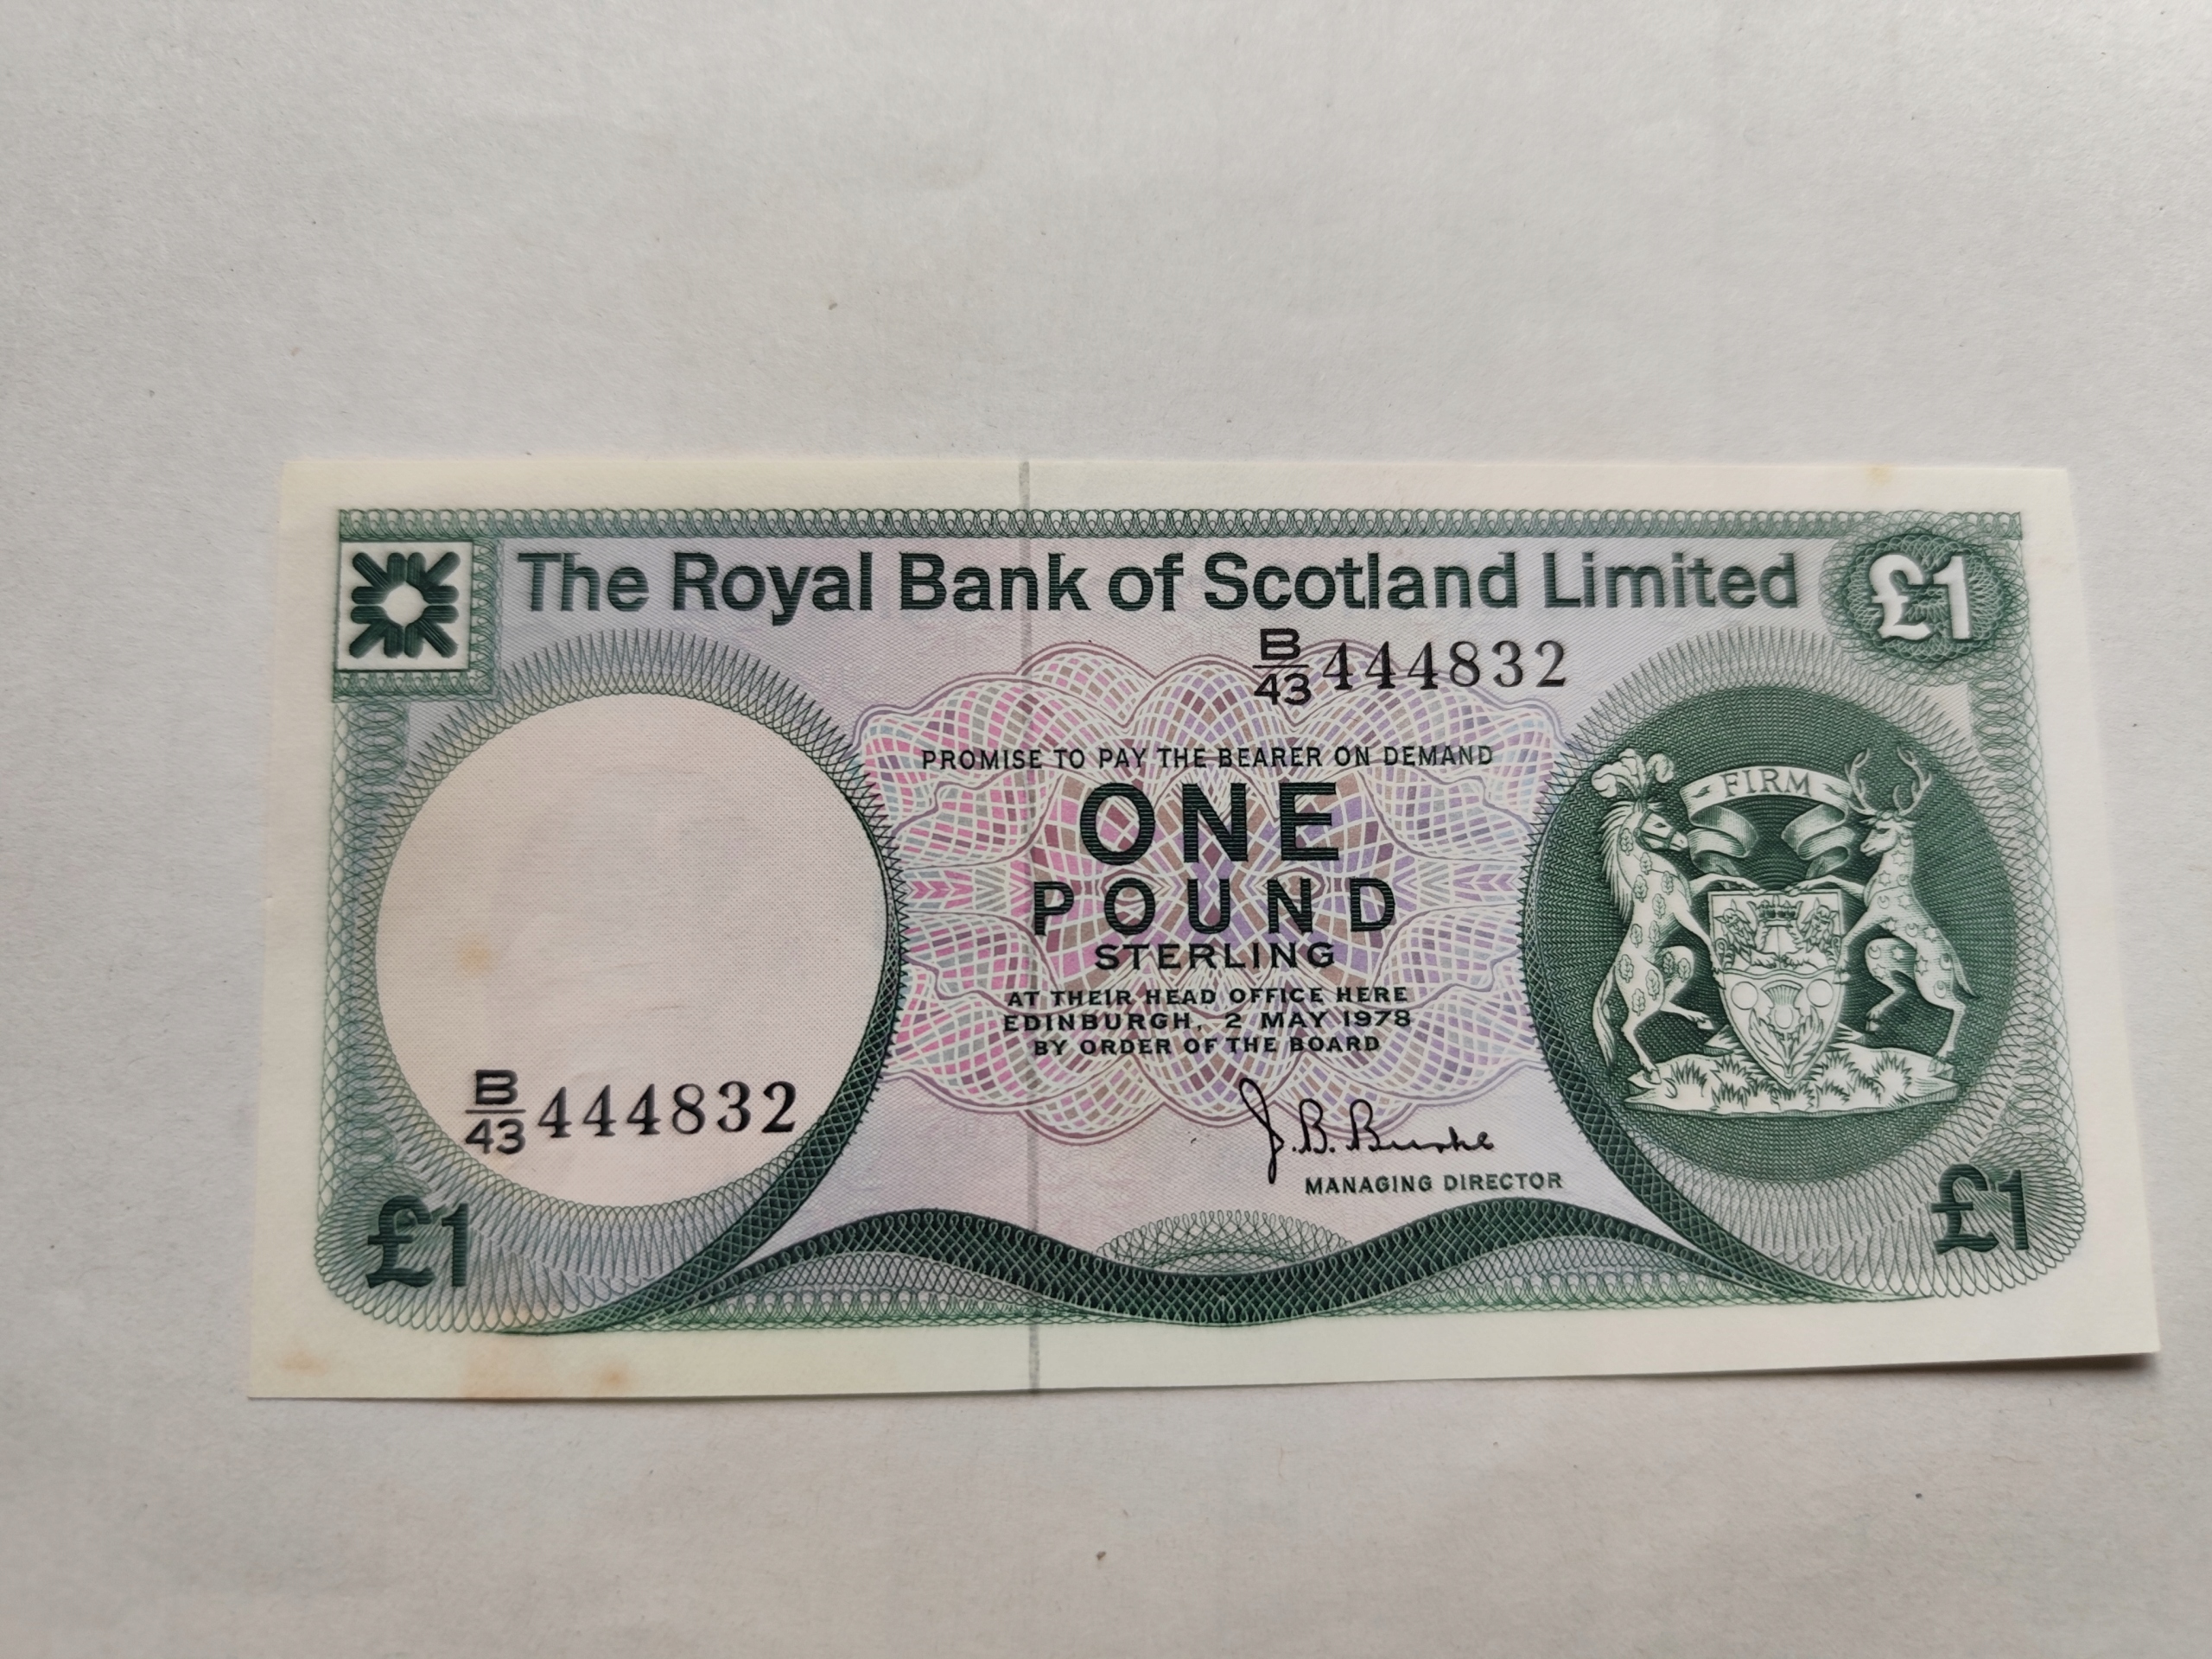 The Royal Bank of Scotland Limited
£1
B/43 444832
PROMISE TO PAY THE BEARER ON DEMAND
ONE
POUND
STERLING
AT THEIR HEAD OFFICE HERE
EDINBURGH, 2 MAY 1978
BY ORDER OF THE BOARD
FIRM
B/43 444832
J. B. Burke
MANAGING DIRECTOR
£1
£1